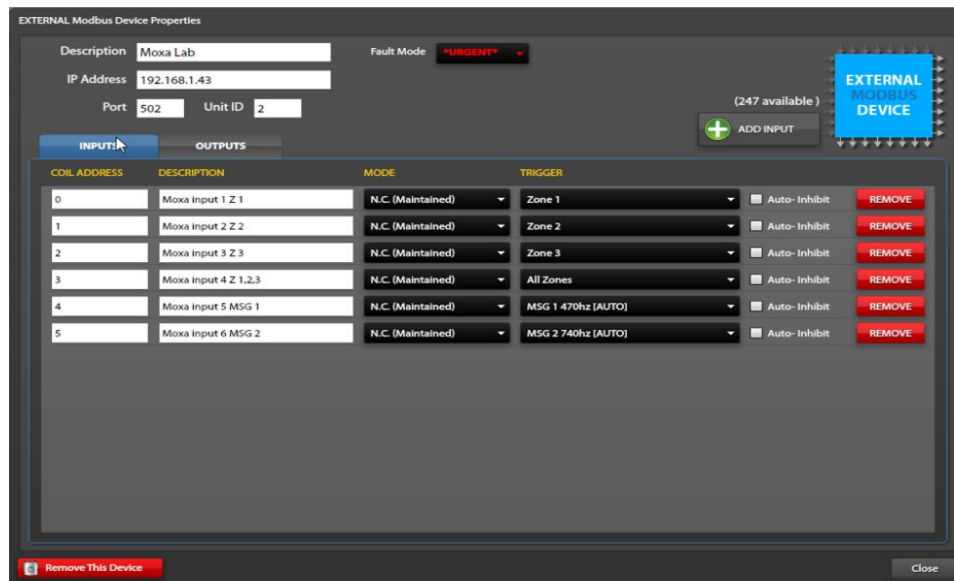 EXTERNAL Modbus Device Properties
Description Moxa Lab Fault Mode *URGENT*
IP Address 192.168.1.43
Port 502 Unit ID 2
(247 available )
ADD INPUT
EXTERNAL
MODBUS
DEVICE
INPUTS OUTPUTS
COIL ADDRESS DESCRIPTION MODE TRIGGER
0 Moxa input 1 Z 1 N.C. (Maintained) Zone 1 Auto- Inhibit REMOVE
1 Moxa input 2 Z 2 N.C. (Maintained) Zone 2 Auto- Inhibit REMOVE
2 Moxa input 3 Z 3 N.C. (Maintained) Zone 3 Auto- Inhibit REMOVE
3 Moxa input 4 Z 1,2,3 N.C. (Maintained) All Zones Auto- Inhibit REMOVE
4 Moxa input 5 MSG 1 N.C. (Maintained) MSG 1 470hz [AUTO] Auto- Inhibit REMOVE
5 Moxa input 6 MSG 2 N.C. (Maintained) MSG 2 740hz [AUTO] Auto- Inhibit REMOVE
Remove This Device Close